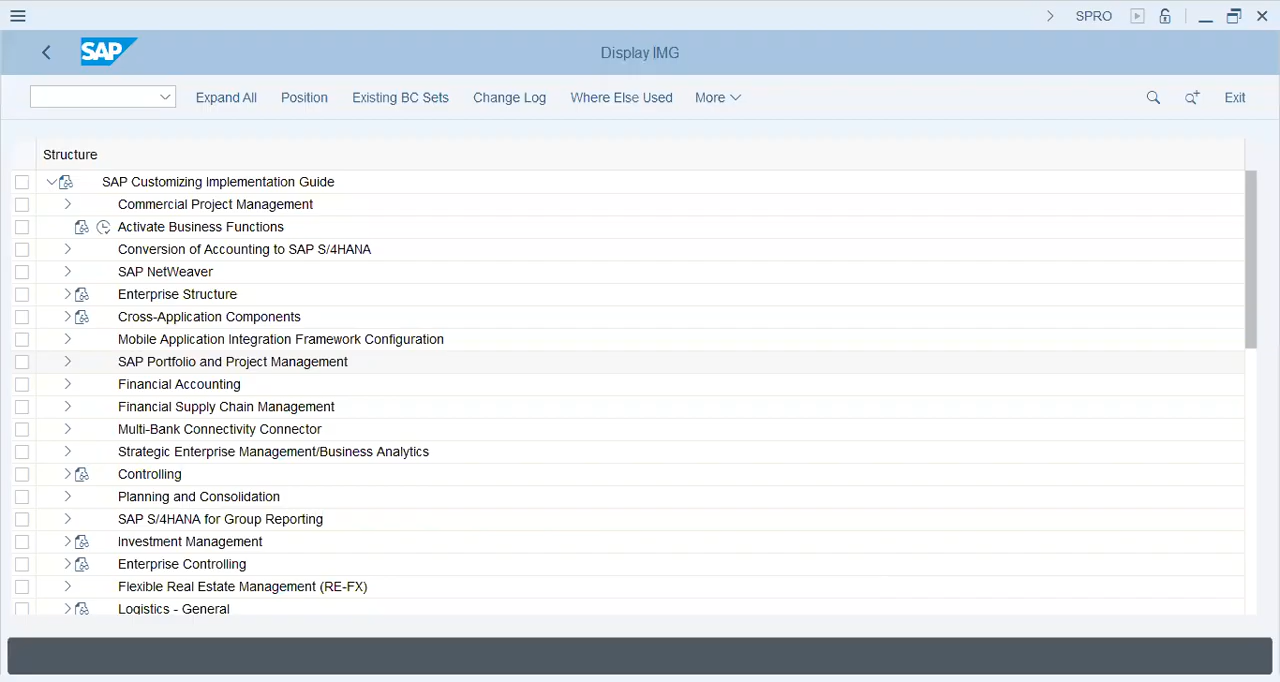 SPRO
SAP
Display IMG
Expand All Position Existing BC Sets Change Log Where Else Used More Exit
Structure
SAP Customizing Implementation Guide
Commercial Project Management
Activate Business Functions
Conversion of Accounting to SAP S/4HANA
SAP NetWeaver
Enterprise Structure
Cross-Application Components
Mobile Application Integration Framework Configuration
SAP Portfolio and Project Management
Financial Accounting
Financial Supply Chain Management
Multi-Bank Connectivity Connector
Strategic Enterprise Management/Business Analytics
Controlling
Planning and Consolidation
SAP S/4HANA for Group Reporting
Investment Management
Enterprise Controlling
Flexible Real Estate Management (RE-FX)
Logistics - General